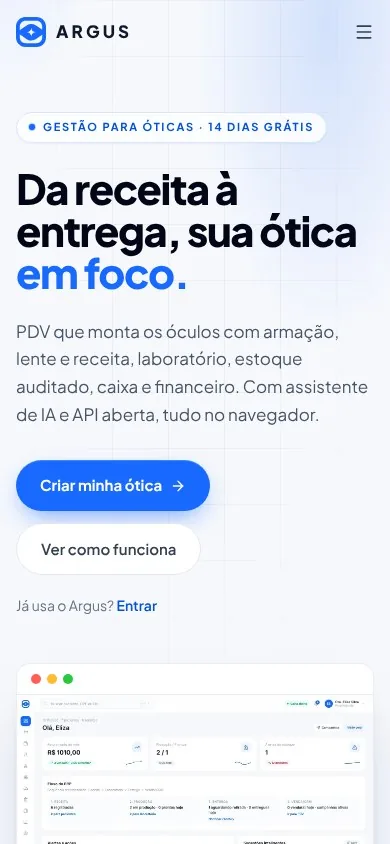 ARGUS
GESTÃO PARA ÓTICAS · 14 DIAS GRÁTIS
Da receita à
entrega, sua ótica
em foco.
PDV que monta os óculos com armação,
lente e receita, laboratório, estoque
auditado, caixa e financeiro. Com assistente
de IA e API aberta, tudo no navegador.
Criar minha ótica →
Ver como funciona
Já usa o Argus? Entrar
Olá, Eliza
R$ 1010,00
2 / 1
1